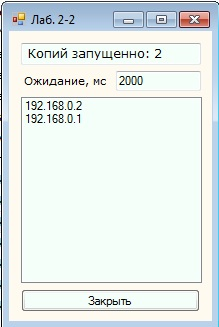 Лаб. 2-2
Копий запущенно: 2
Ожидание, мс 2000
192.168.0.2
192.168.0.1
Закрыть